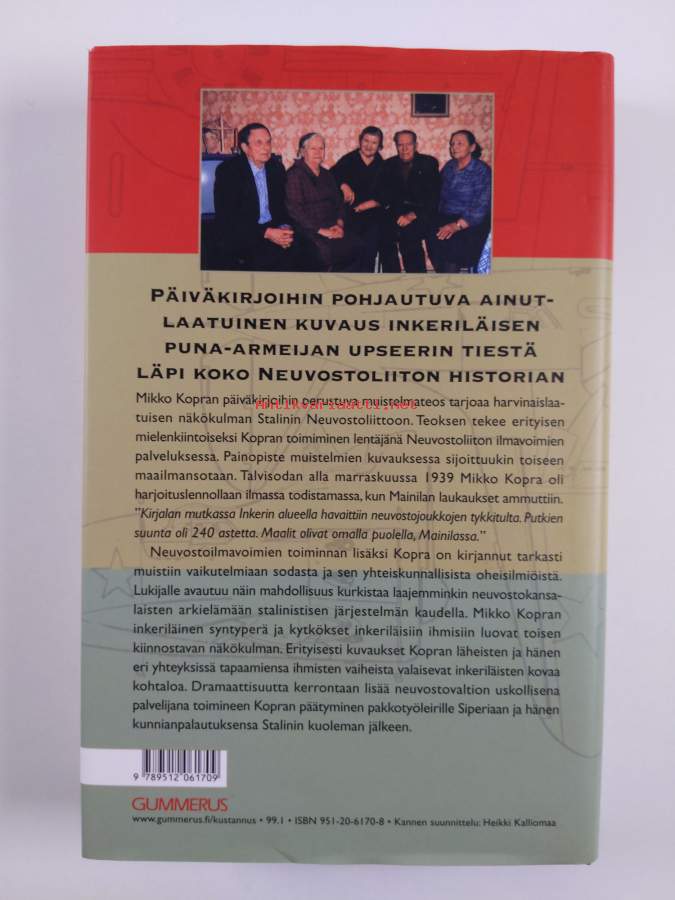 PÄIVÄKIRJOIHIN POHJAUTUVA AINUT-
LAATUINEN KUVAUS INKERILÄISEN
PUNA-ARMEIJAN UPSEERIN TIESTÄ
LÄPI KOKO NEUVOSTOLIITON HISTORIAN
Mikko Kopran päiväkirjoihin perustuva muistelmateos tarjoaa harvinaislaa-
Antikvariaatti.net
tuisen näkökulman Stalinin Neuvostoliittoon. Teoksen tekee erityisen
mielenkiintoiseksi Kopran toimiminen lentäjänä Neuvostoliiton ilmavoimien
palveluksessa. Painopiste muistelmien kuvauksessa sijoittuukin toiseen
maailmansotaan. Talvisodan alla marraskuussa 1939 Mikko Kopra oli
harjoituslennollaan ilmassa todistamassa, kun Mainilan laukaukset ammuttiin.
"Kirjalan mutkassa Inkerin alueella havaittiin neuvostojoukkojen tykkitulta. Putkien
suunta oli 240 astetta. Maalit olivat omalla puolella, Mainilassa."
Neuvostoilmavoimien toiminnan lisäksi Kopra on kirjannut tarkasti
muistiin vaikutelmiaan sodasta ja sen yhteiskunnallisista oheisilmiöistä.
Lukijalle avautuu näin mahdollisuus kurkistaa laajemminkin neuvostokansa-
laisten arkielämään stalinistisen järjestelmän kaudella. Mikko Kopran
inkeriläinen syntyperä ja kytkökset inkeriläisiin ihmisiin luovat toisen
kiinnostavan näkökulman. Erityisesti kuvaukset Kopran läheisten ja hänen
eri yhteyksissä tapaamiensa ihmisten vaiheista valaisevat inkeriläisten kovaa
kohtaloa. Dramaattisuutta kerrontaan lisää neuvostovaltion uskollisena
palvelijana toimineen Kopran päätyminen pakkotyöleirille Siperiaan ja hänen
kunnianpalautuksensa Stalinin kuoleman jälkeen.
9 789512 061709
GUMMERUS
www.gummerus.fi/kustannus • 99.1 • ISBN 951-20-6170-8 • Kannen suunnittelu: Heikki Kalliomaa